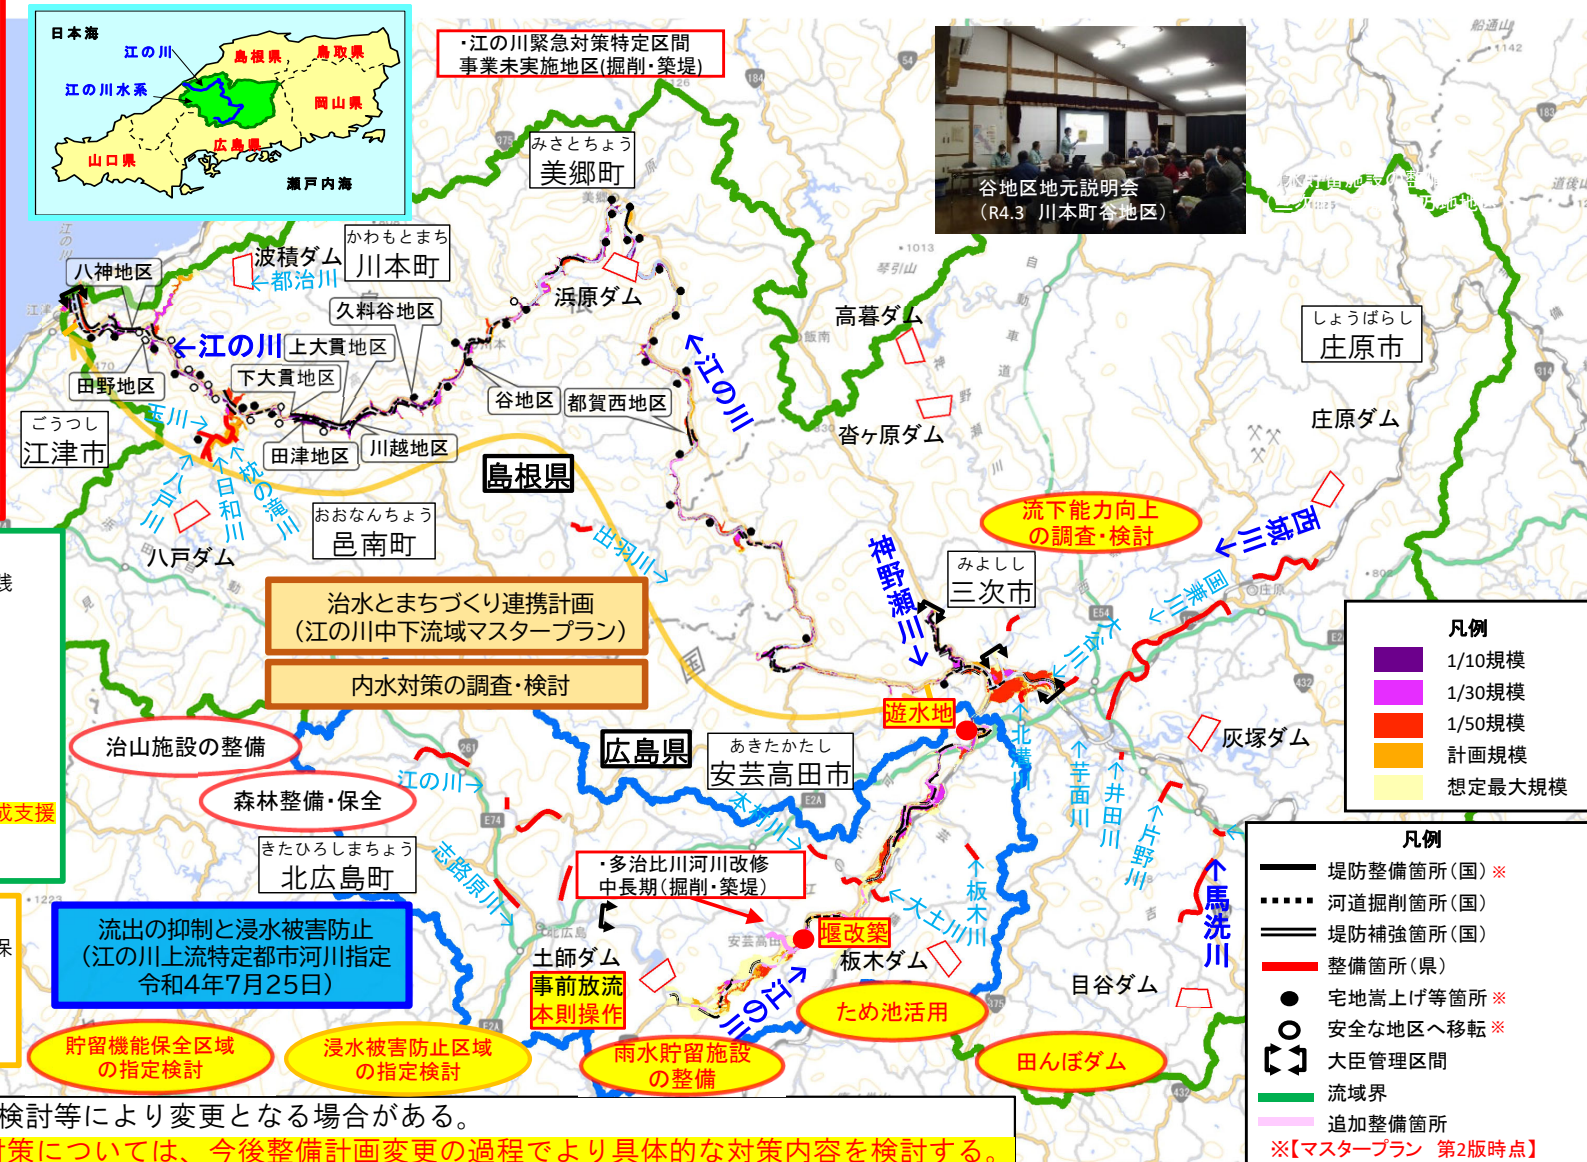 日本海
江の川
江の川水系
島根県
鳥取県
岡山県
広島県
山口県
瀬戸内海
・江の川緊急対策特定区間
事業未実施地区(掘削・築堤)
谷地区地元説明会
(R4.3 川本町谷地区)
みさとちょう
美郷町
かわもとまち
川本町
波積ダム
←都治川
八神地区
久料谷地区
浜原ダム
←江の川
上大貫地区
下大貫地区
田野地区
谷地区
都賀西地区
←江の川
高暮ダム
沓ヶ原ダム
しょうばらし
庄原市
庄原ダム
ごうつし
江津市
玉川→
田津地区
川越地区
島根県
八戸川
日和川
枕の滝川
八戸ダム
おおなんちょう
邑南町
出羽川→
流下能力向上
の調査・検討
←西城川
神野瀬川→
みよしし
三次市
国兼川
大谷川
治水とまちづくり連携計画
(江の川中下流域マスタープラン)
内水対策の調査・検討
治山施設の整備
森林整備・保全
広島県
遊水地
あきたかたし
安芸高田市
江の川→
本村川→
↑北溝川
↑芋面川
↑井田川
↑片野川
灰塚ダム
↑馬洗川
きたひろしまちょう
北広島町
志路原川→
・多治比川河川改修
中長期(掘削・築堤)
←大土川
↑板木川
堰改築
板木ダム
目谷ダム
土師ダム
事前放流
本則操作
江の川→
流出の抑制と浸水被害防止
(江の川上流特定都市河川指定
令和4年7月25日)
貯留機能保全区域
の指定検討
浸水被害防止区域
の指定検討
雨水貯留施設
の整備
ため池活用
田んぼダム
凡例
1/10規模
1/30規模
1/50規模
計画規模
想定最大規模
凡例
堤防整備箇所(国)※
河道掘削箇所(国)
堤防補強箇所(国)
整備箇所(県)
宅地嵩上げ等箇所※
安全な地区へ移転※
大臣管理区間
流域界
追加整備箇所
※【マスタープラン 第2版時点】
成支援
検討等により変更となる場合がある。
対策については、今後整備計画変更の過程でより具体的な対策内容を検討する。